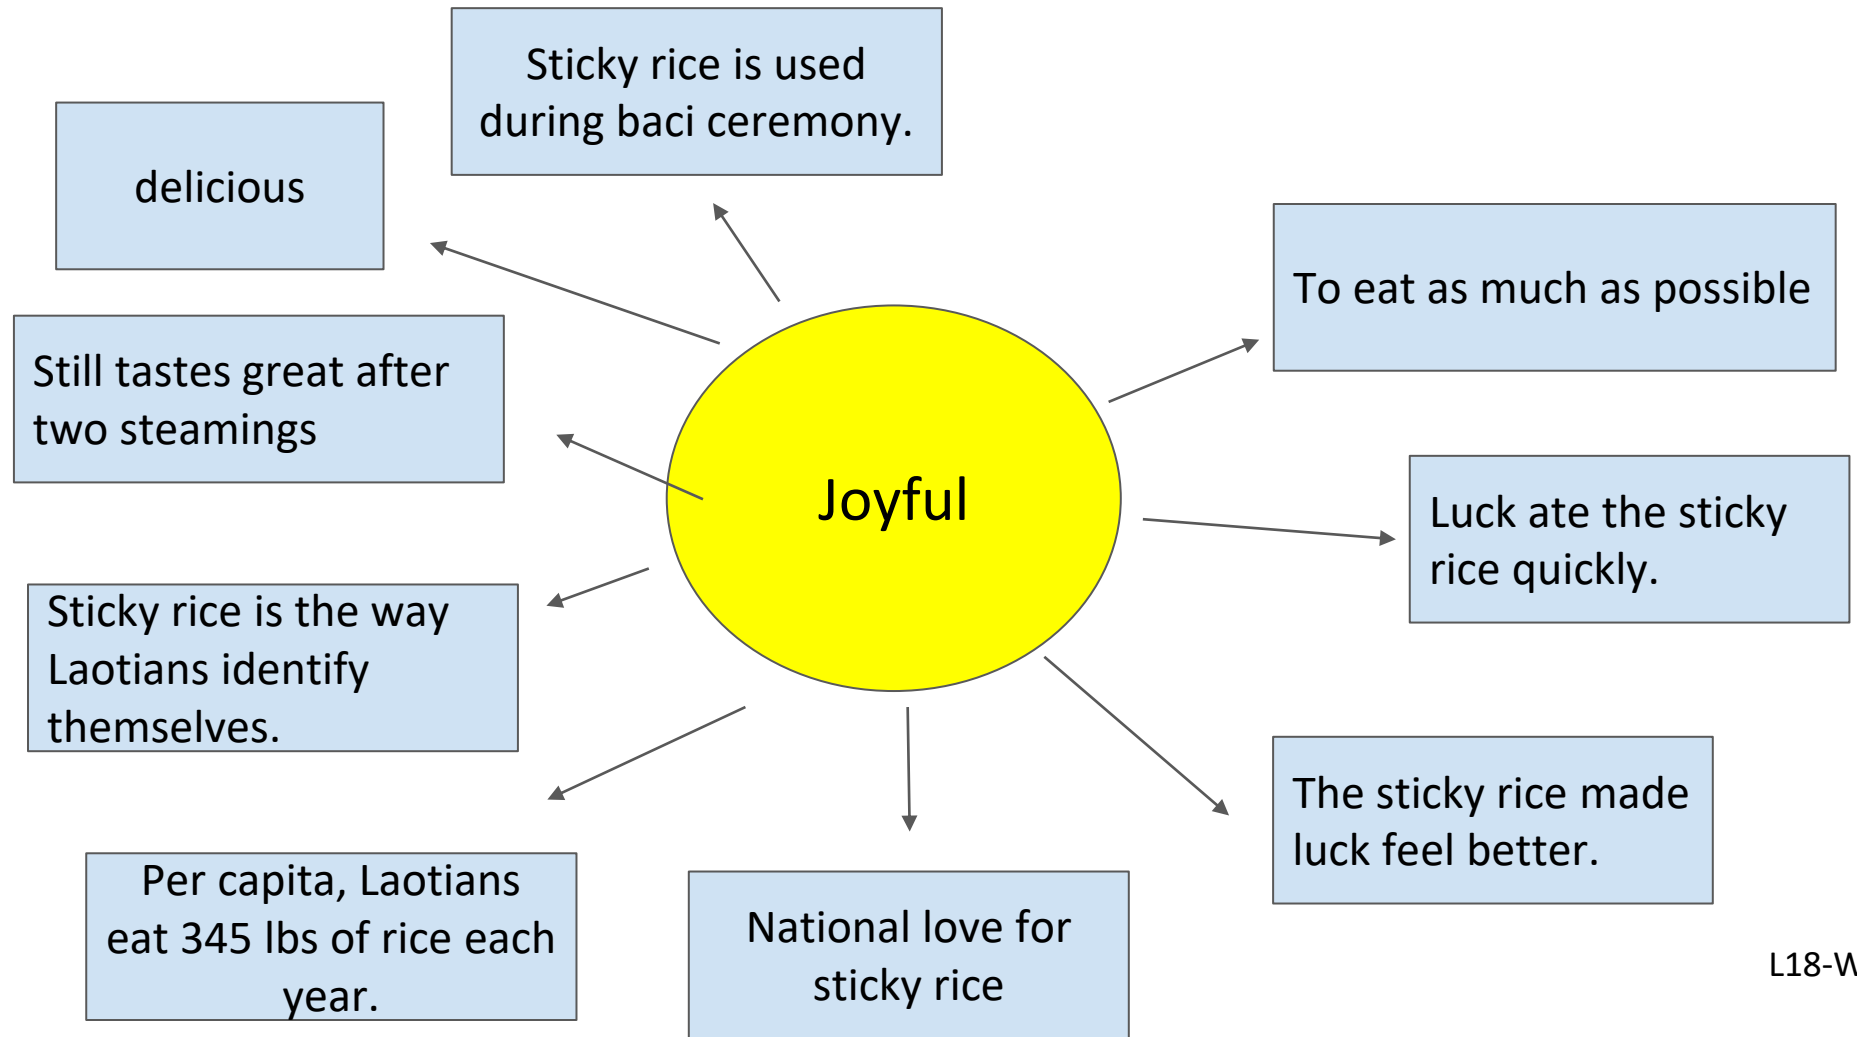 Sticky rice is used
during baci ceremony.
delicious
To eat as much as possible
Still tastes great after
two steamings
Joyful
Luck ate the sticky
rice quickly.
Sticky rice is the way
Laotians identify
themselves.
The sticky rice made
luck feel better.
Per capita, Laotians
eat 345 lbs of rice each
year.
National love for
sticky rice
L18-W